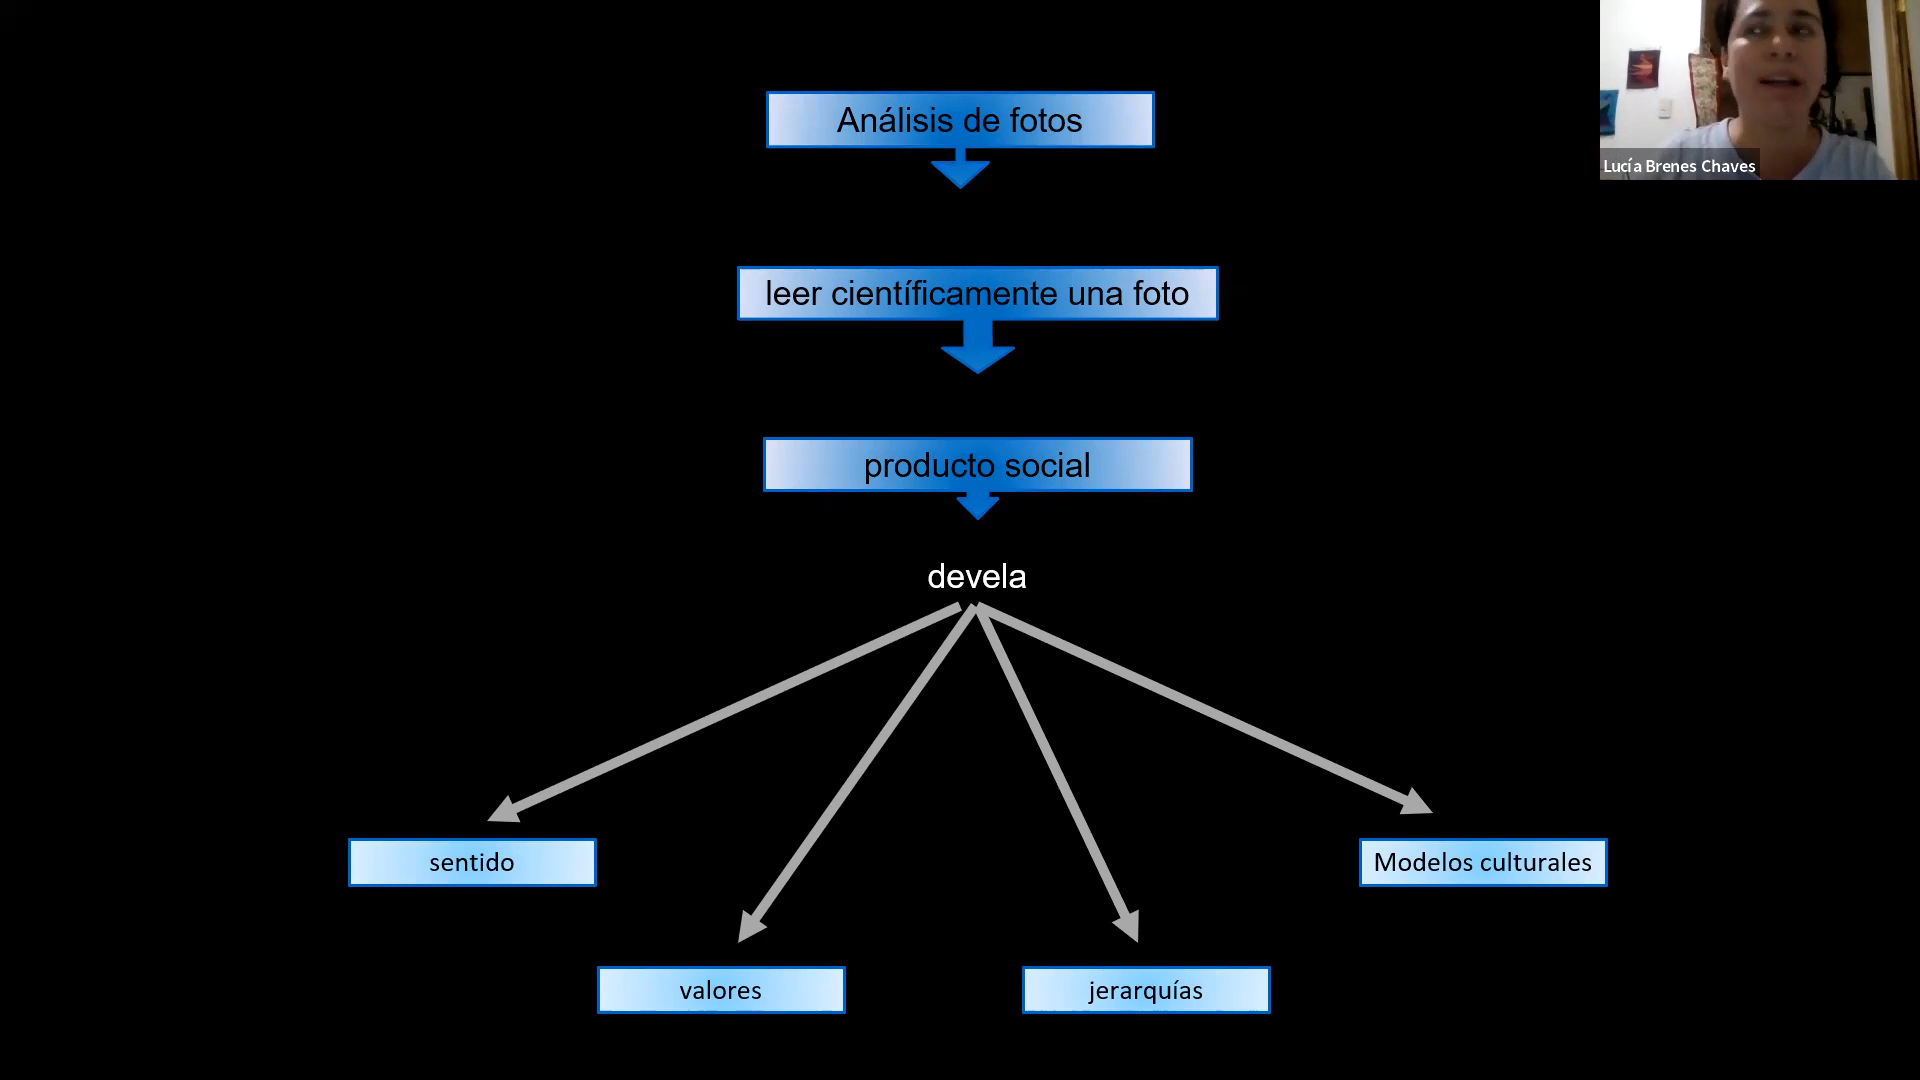 Análisis de fotos
Lucía Brenes Chaves
leer científicamente una foto
producto social
devela
sentido
Modelos culturales
valores
jerarquías